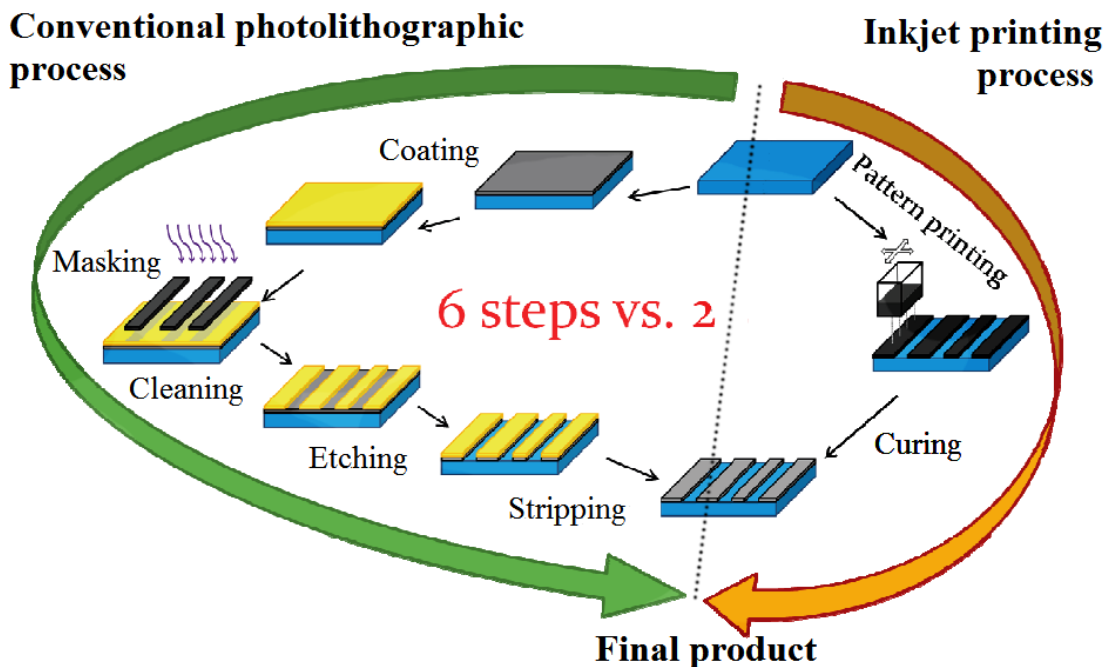 Conventional photolithographic
process
Inkjet printing
process
Coating
Pattern printing
Masking
6 steps vs. 2
Cleaning
Etching
Curing
Stripping
Final product